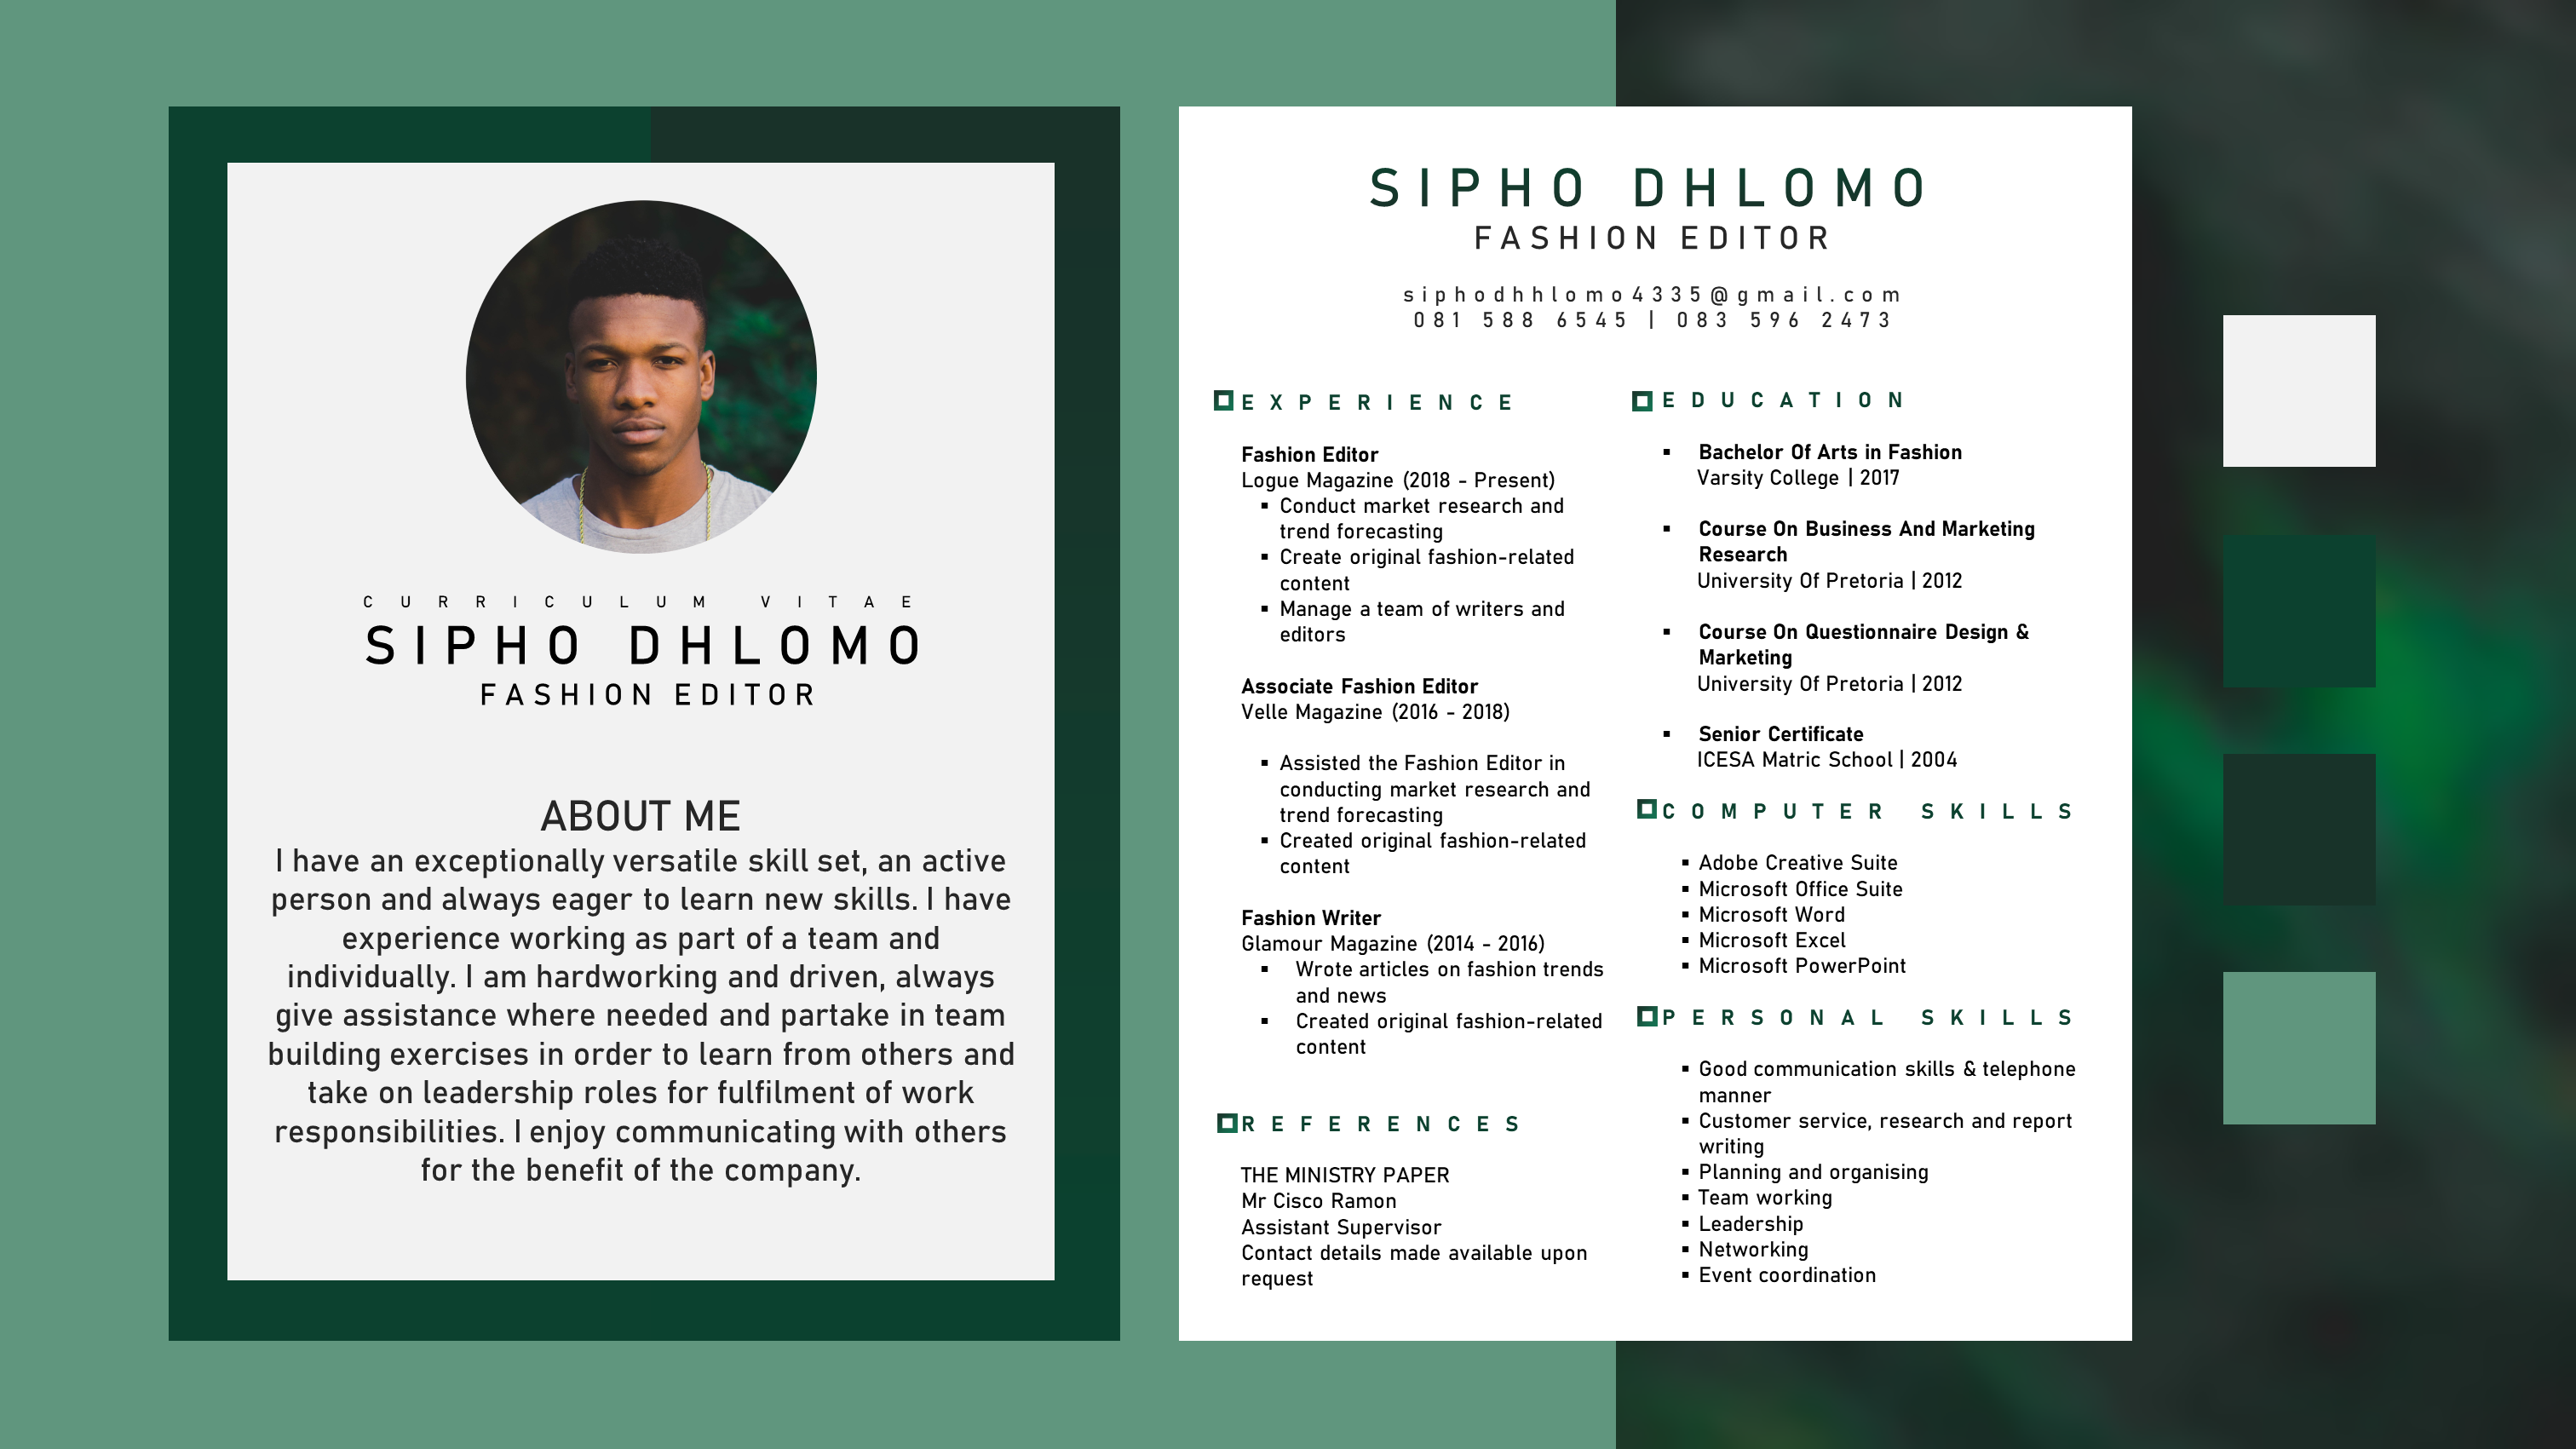 CURRICULUM VITAE
SIPHO DHLOMO
FASHION EDITOR
ABOUT ME
I have an exceptionally versatile skill set, an active
person and always eager to learn new skills. I have
experience working as part of a team and
individually. I am hardworking and driven, always
give assistance where needed and partake in team
building exercises in order to learn from others and
take on leadership roles for fulfilment of work
responsibilities. I enjoy communicating with others
for the benefit of the company.
SIPHO DHLOMO
FASHION EDITOR
siphodhhlomo4335@gmail.com
081 588 6545 | 083 596 2473
EXPERIENCE
Fashion Editor
Logue Magazine (2018 - Present)
▪ Conduct market research and
trend forecasting
▪ Create original fashion-related
content
▪ Manage a team of writers and
editors
Associate Fashion Editor
Velle Magazine (2016 - 2018)
▪ Assisted the Fashion Editor in
conducting market research and
trend forecasting
▪ Created original fashion-related
content
Fashion Writer
Glamour Magazine (2014 - 2016)
▪ Wrote articles on fashion trends
and news
▪ Created original fashion-related
content
REFERENCES
THE MINISTRY PAPER
Mr Cisco Ramon
Assistant Supervisor
Contact details made available upon
request
EDUCATION
▪ Bachelor Of Arts in Fashion
Varsity College | 2017
▪ Course On Business And Marketing
Research
University Of Pretoria | 2012
▪ Course On Questionnaire Design &
Marketing
University Of Pretoria | 2012
▪ Senior Certificate
ICESA Matric School | 2004
COMPUTER SKILLS
▪ Adobe Creative Suite
▪ Microsoft Office Suite
▪ Microsoft Word
▪ Microsoft Excel
▪ Microsoft PowerPoint
PERSONAL SKILLS
▪ Good communication skills & telephone
manner
▪ Customer service, research and report
writing
▪ Planning and organising
▪ Team working
▪ Leadership
▪ Networking
▪ Event coordination